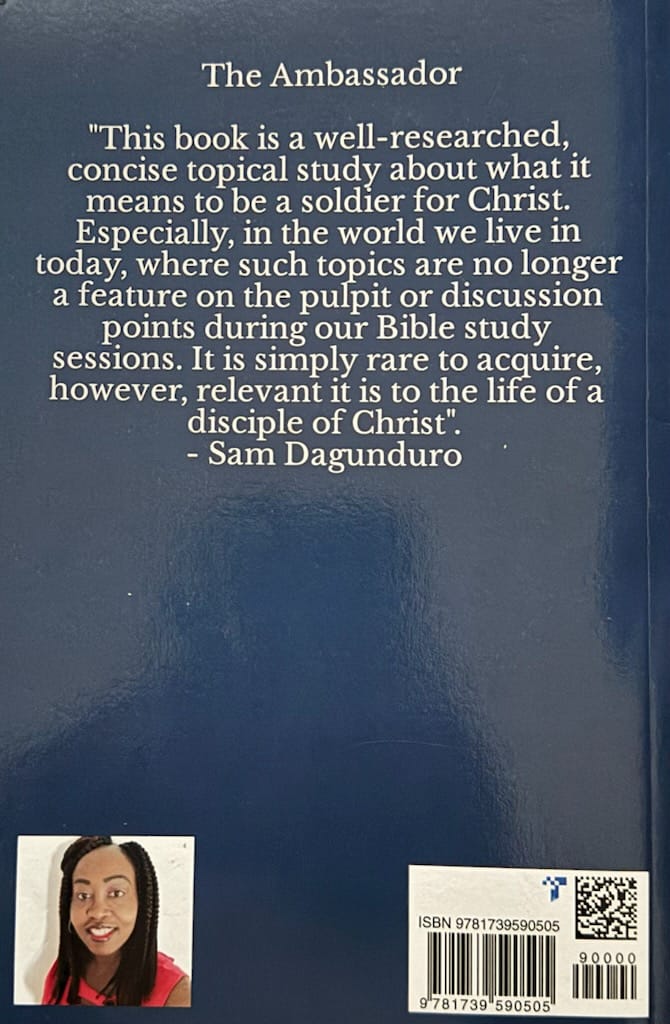 The Ambassador
"This book is a well-researched,
concise topical study about what it
means to be a soldier for Christ.
Especially, in the world we live in
today, where such topics are no longer
a feature on the pulpit or discussion
points during our Bible study
sessions. It is simply rare to acquire,
however, relevant it is to the life of a
disciple of Christ".
- Sam Dagunduro
ISBN 9781739590505
90000
9 781739 590505